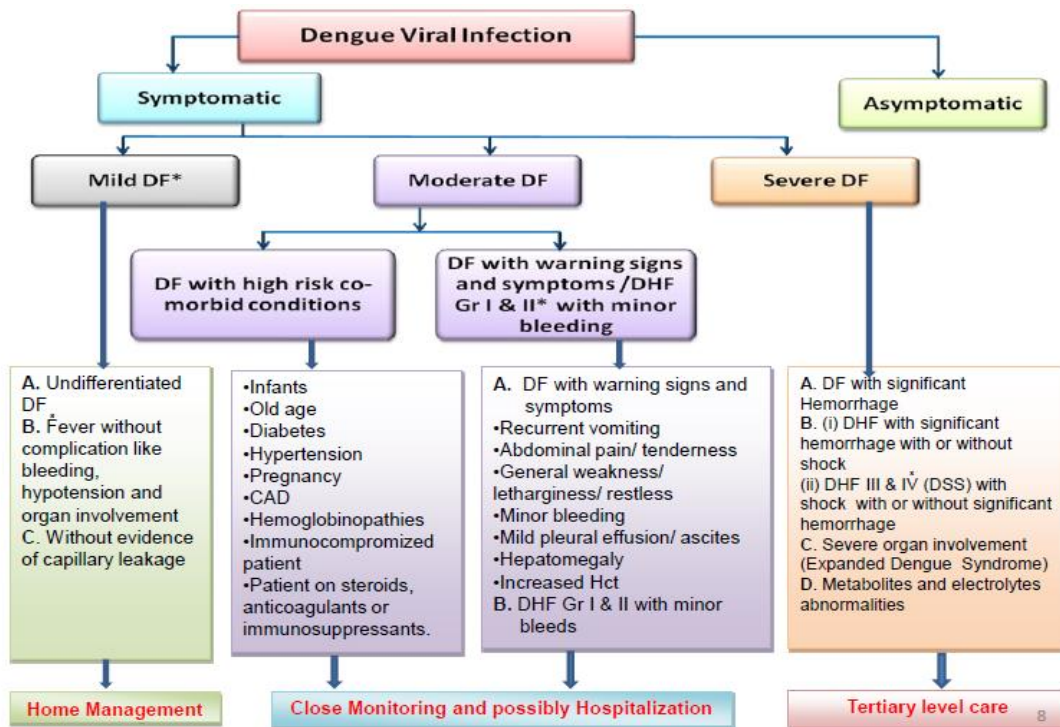 Dengue Viral Infection
Symptomatic
Asymptomatic
Mild DF*
Moderate DF
Severe DF
DF with high risk co-
morbid conditions
DF with warning signs
and symptoms /DHF
Gr I & II* with minor
bleeding
A. Undifferentiated
DF
B. Fever without
complication like
bleeding,
hypotension and
organ involvement
C. Without evidence
of capillary leakage
•Infants
•Old age
•Diabetes
•Hypertension
•Pregnancy
•CAD
•Hemoglobinopathies
•Immunocompromized
patient
•Patient on steroids,
anticoagulants or
immunosuppressants.
A. DF with warning signs and
symptoms
•Recurrent vomiting
•Abdominal pain/ tenderness
•General weakness/
letharginess/ restless
•Minor bleeding
•Mild pleural effusion/ ascites
•Hepatomegaly
•Increased Hct
B. DHF Gr I & II with minor
bleeds
A. DF with significant
Hemorrhage
B. (i) DHF with significant
hemorrhage with or without
shock
(ii) DHF III & IV* (DSS) with
shock with or without significant
hemorrhage
C. Severe organ involvement
(Expanded Dengue Syndrome)
D. Metabolites and electrolytes
abnormalities
Home Management
Close Monitoring and possibly Hospitalization
Tertiary level care
8